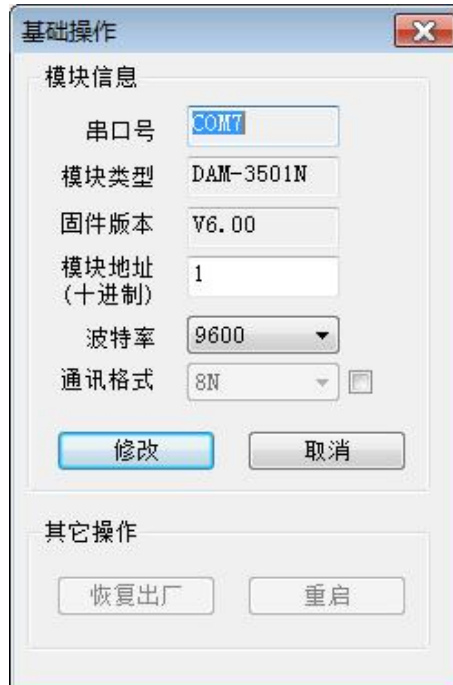 基础操作
模块信息
串口号 COM7
模块类型 DAM-3501N
固件版本 V6.00
模块地址
(十进制) 1
波特率 9600
通讯格式 8N
修改 取消
其它操作
恢复出厂 重启